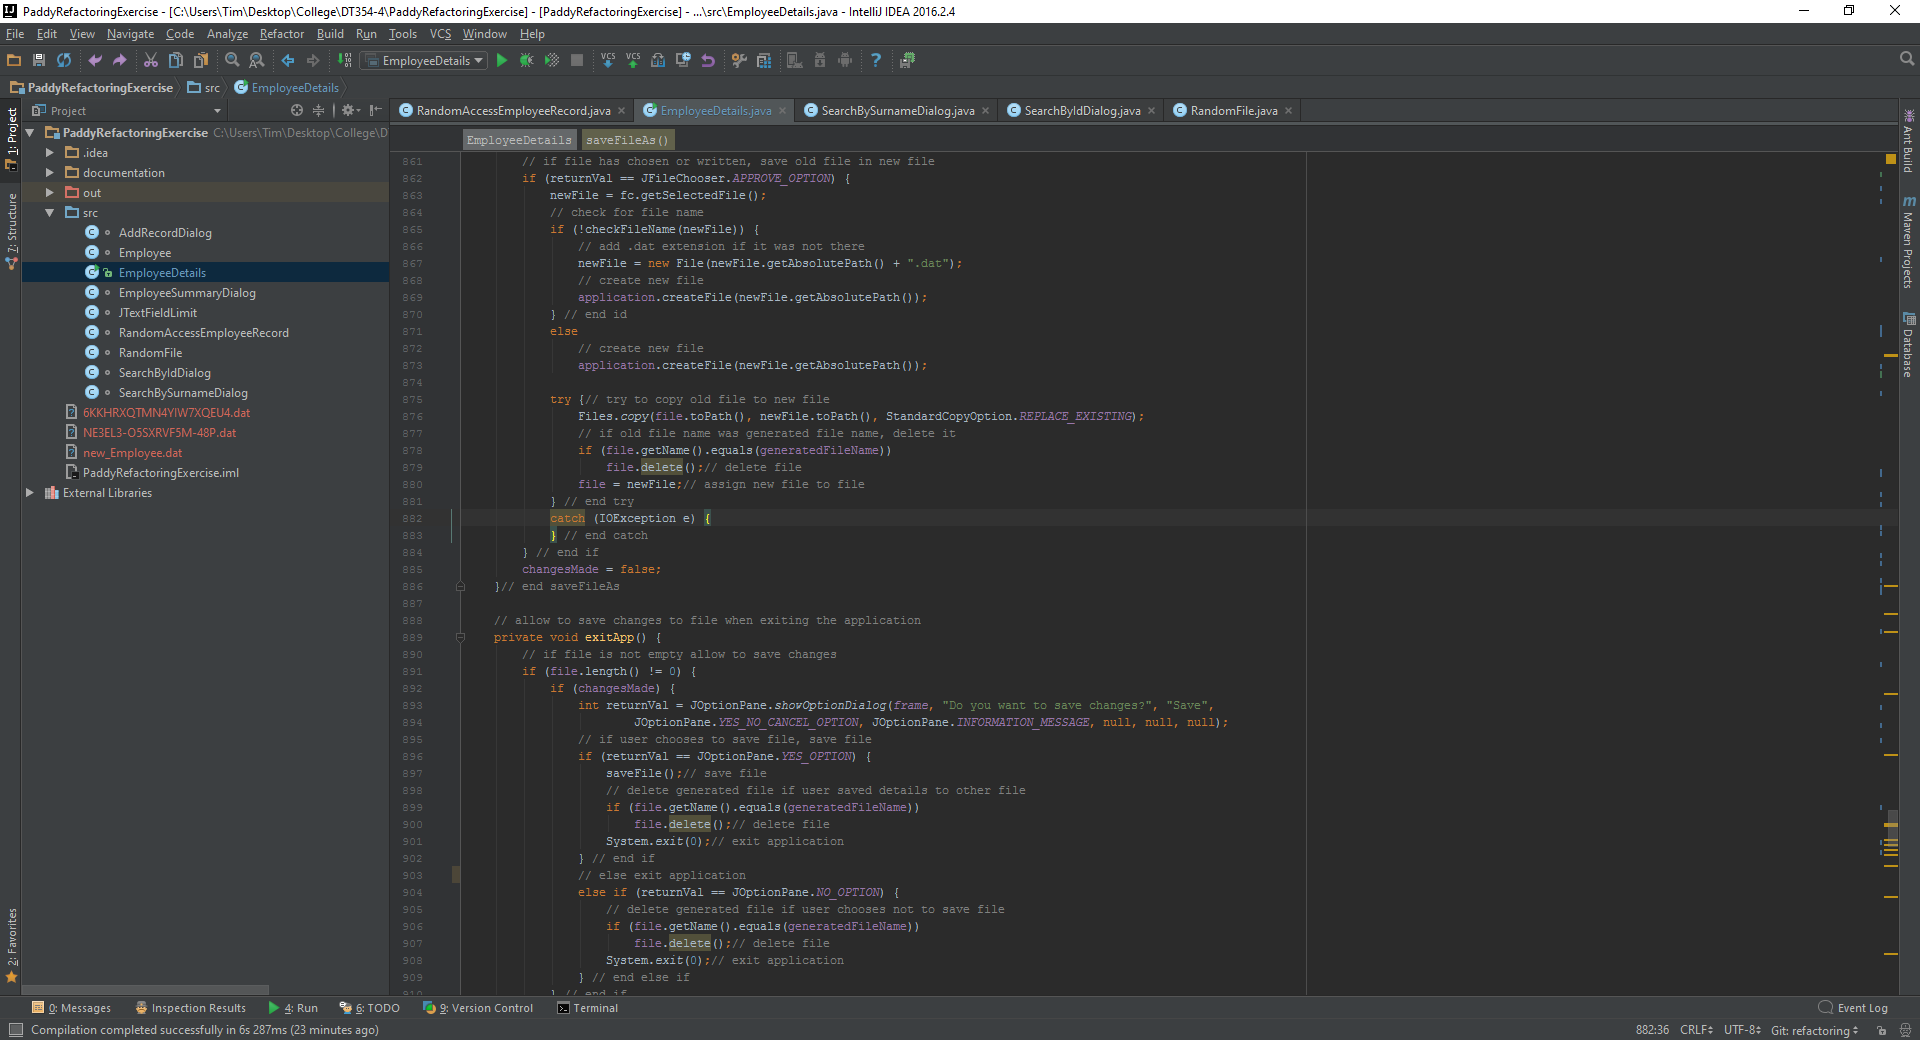 PaddyRefactoringExercise - [C:\Users\Tim\Desktop\College\DT354-4\PaddyRefactoringExercise] - [PaddyRefactoringExercise] - ...\src\EmployeeDetails.java - IntelliJ IDEA 2016.2.4
File Edit View Navigate Code Analyze Refactor Build Run Tools VCS Window Help
EmployeeDetails
PaddyRefactoringExercise src EmployeeDetails
Project
RandomAccessEmployeeRecord.java EmployeeDetails.java SearchBySurnameDialog.java SearchByIdDialog.java RandomFile.java
1: Project
7: Structure
2: Favorites
PaddyRefactoringExercise C:\Users\Tim\Desktop\College\D
.idea
documentation
out
src
AddRecordDialog
Employee
EmployeeDetails
EmployeeSummaryDialog
JTextFieldLimit
RandomAccessEmployeeRecord
RandomFile
SearchByIdDialog
SearchBySurnameDialog
6KKHRXQTMN4YIW7XQEU4.dat
NE3EL3-O5SXRVF5M-48P.dat
new_Employee.dat
PaddyRefactoringExercise.iml
External Libraries
EmployeeDetails saveFileAs()
861 // if file has chosen or written, save old file in new file
862 if (returnVal == JFileChooser.APPROVE_OPTION) {
863 newFile = fc.getSelectedFile();
864 // check for file name
865 if (!checkFileName(newFile)) {
866 // add .dat extension if it was not there
867 newFile = new File(newFile.getAbsolutePath() + ".dat");
868 // create new file
869 application.createFile(newFile.getAbsolutePath());
870 } // end id
871 else
872 // create new file
873 application.createFile(newFile.getAbsolutePath());
874
875 try {// try to copy old file to new file
876 Files.copy(file.toPath(), newFile.toPath(), StandardCopyOption.REPLACE_EXISTING);
877 // if old file name was generated file name, delete it
878 if (file.getName().equals(generatedFileName))
879 file.delete();// delete file
880 file = newFile;// assign new file to file
881 } // end try
882 catch (IOException e) {
883 } // end catch
884 } // end if
885 changesMade = false;
886 }// end saveFileAs
887
888 // allow to save changes to file when exiting the application
889 private void exitApp() {
890 // if file is not empty allow to save changes
891 if (file.length() != 0) {
892 if (changesMade) {
893 int returnVal = JOptionPane.showOptionDialog(frame, "Do you want to save changes?", "Save",
894 JOptionPane.YES_NO_CANCEL_OPTION, JOptionPane.INFORMATION_MESSAGE, null, null, null);
895 // if user chooses to save file, save file
896 if (returnVal == JOptionPane.YES_OPTION) {
897 saveFile();// save file
898 // delete generated file if user saved details to other file
899 if (file.getName().equals(generatedFileName))
900 file.delete();// delete file
901 System.exit(0);// exit application
902 } // end if
903 // else exit application
904 else if (returnVal == JOptionPane.NO_OPTION) {
905 // delete generated file if user chooses not to save file
906 if (file.getName().equals(generatedFileName))
907 file.delete();// delete file
908 System.exit(0);// exit application
909 } // end else if
910 } // end if
Ant Build
Maven Projects
Database
0: Messages Inspection Results 4: Run 6: TODO 9: Version Control Terminal Event Log
Compilation completed successfully in 6s 287ms (23 minutes ago) 882:36 CRLF UTF-8 Git: refactoring